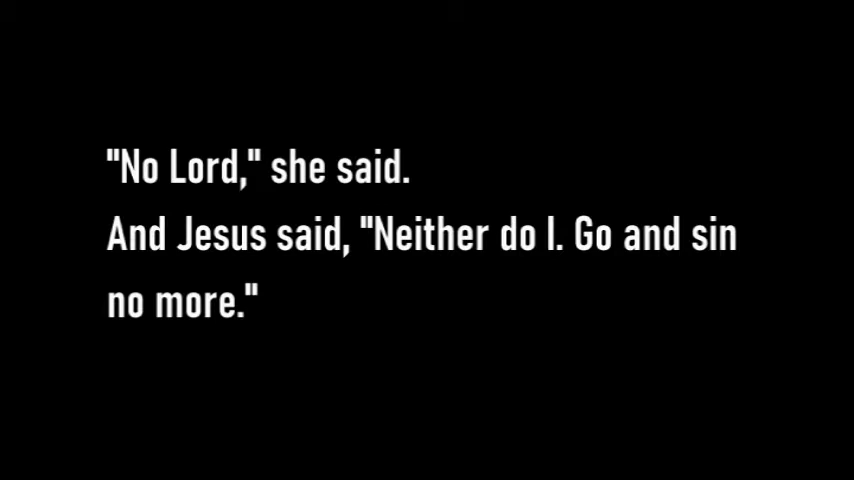 "No Lord," she said.
And Jesus said, "Neither do I. Go and sin
no more."